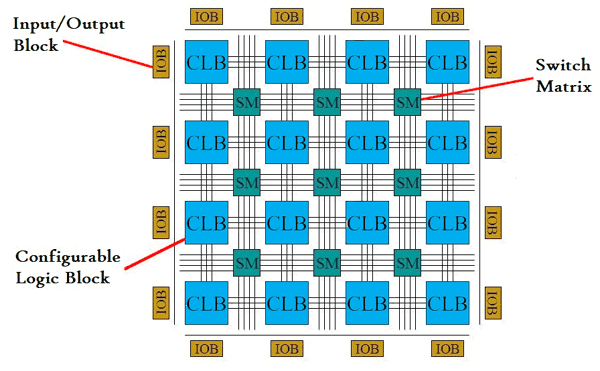 IOB IOB IOB IOB
Input/Output
Block
IOB CLB CLB CLB CLB IOB
Switch
Matrix
SM SM SM
IOB CLB CLB CLB CLB IOB
SM SM SM
IOB CLB CLB CLB CLB IOB
Configurable
Logic Block
SM SM SM
IOB CLB CLB CLB CLB IOB
IOB IOB IOB IOB